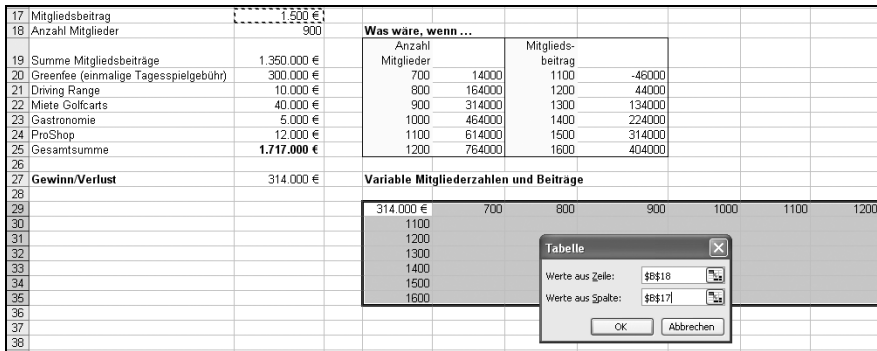 17 Mitgliedsbeitrag 1.500 €
18 Anzahl Mitglieder 900 Was wäre, wenn ...
Anzahl Mitglieds-
19 Summe Mitgliedsbeiträge 1.350.000 € Mitglieder beitrag
20 Greenfee (einmalige Tagesspielgebühr) 300.000 € 700 14000 1100 -46000
21 Driving Range 10.000 € 800 164000 1200 44000
22 Miete Golfcarts 40.000 € 900 314000 1300 134000
23 Gastronomie 5.000 € 1000 464000 1400 224000
24 ProShop 12.000 € 1100 614000 1500 314000
25 Gesamtsumme 1.717.000 € 1200 764000 1600 404000
26
27 Gewinn/Verlust 314.000 € Variable Mitgliederzahlen und Beiträge
28
29 314.000 € 700 800 900 1000 1100 1200
30 1100
31 1200
32 1300
33 1400
34 1500
35 1600
36
37
38
Tabelle
Werte aus Zeile: $B$18
Werte aus Spalte: $B$17
OK Abbrechen